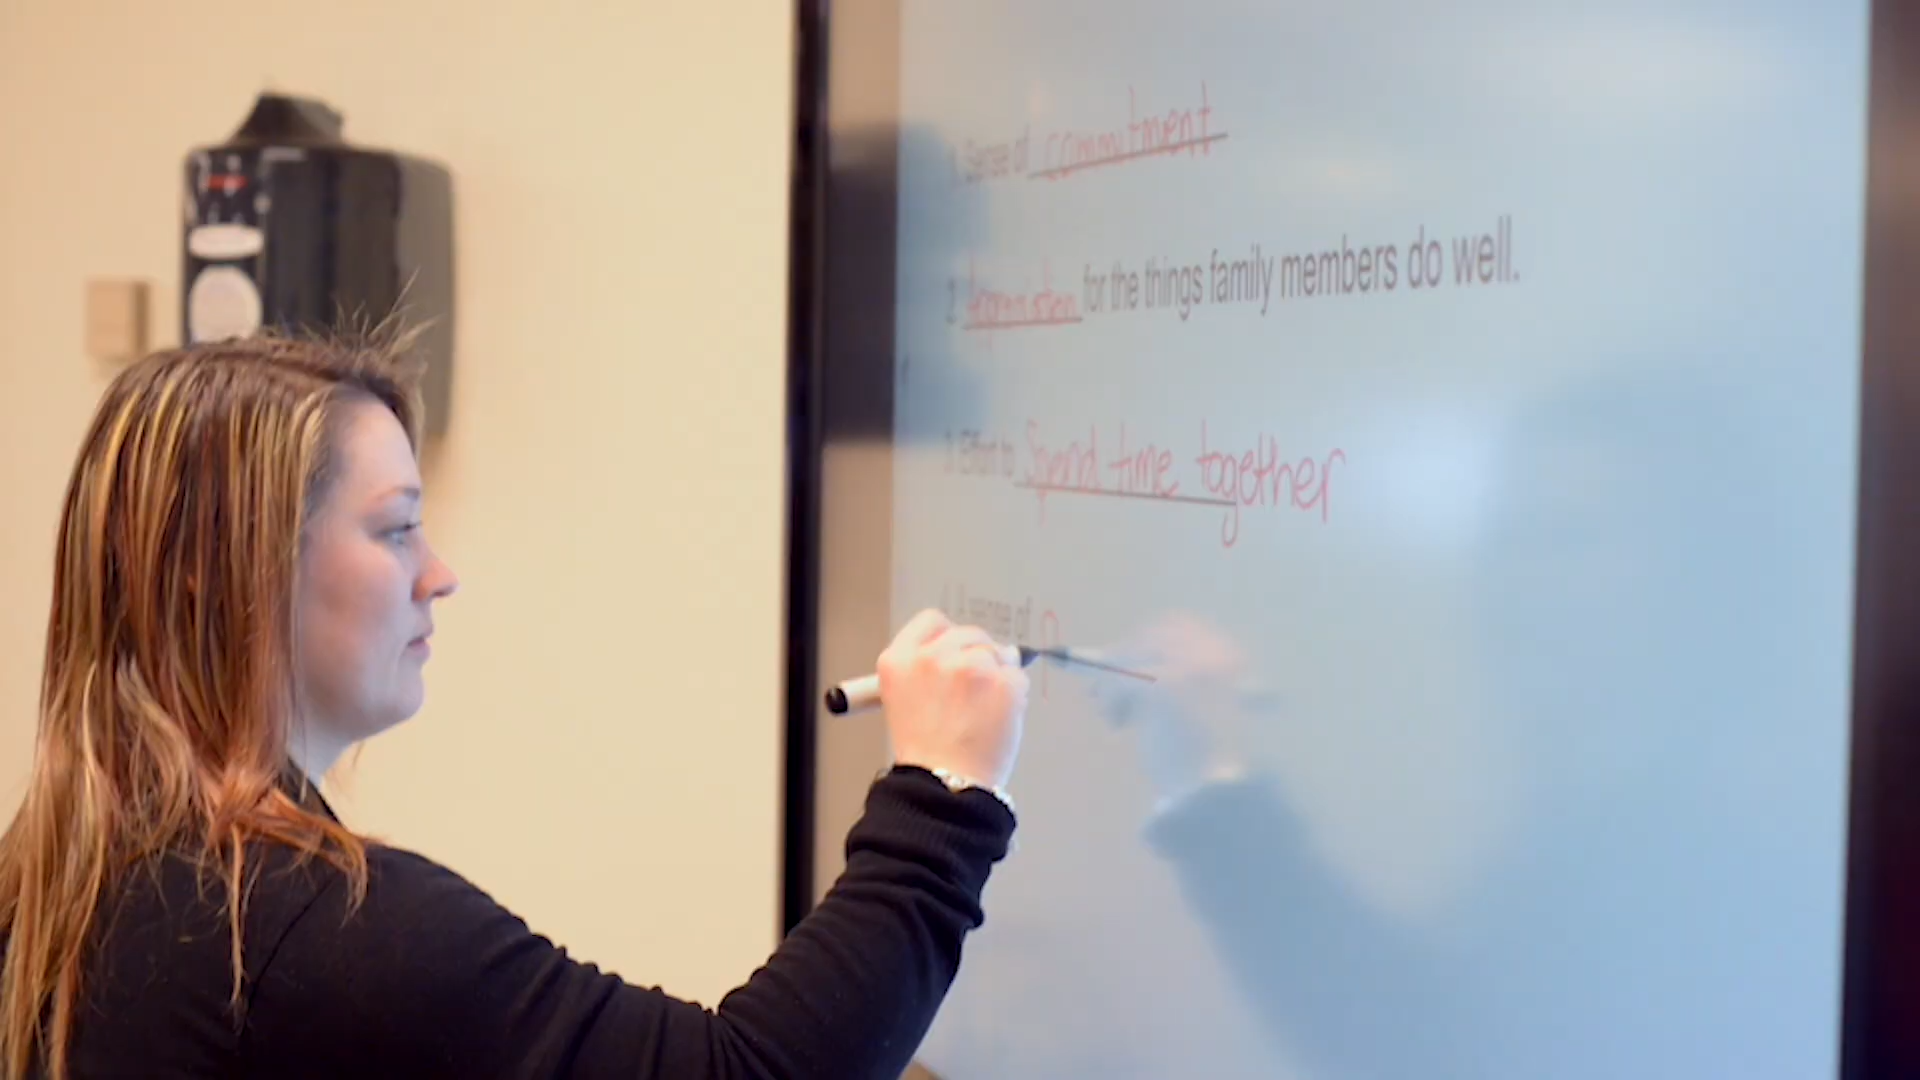 1. Sense of commitment
2. Appreciation for the things family members do well.
3. Effort to Spend time together
4. A sense of p